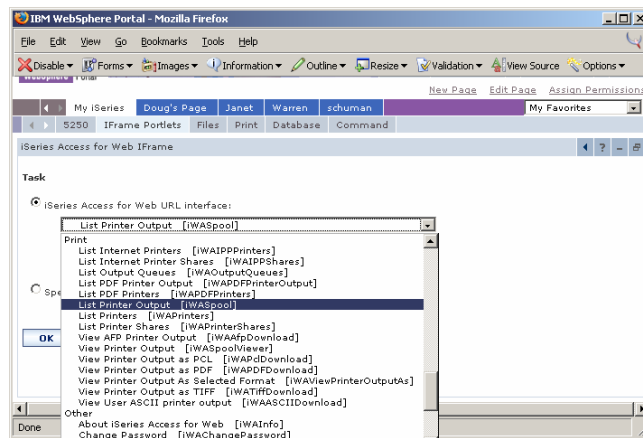 IBM WebSphere Portal - Mozilla Firefox
File Edit View Go Bookmarks Tools Help
Disable Forms Images Information Outline Resize Validation View Source Options
New Page Edit Page Assign Permissions
My iSeries Doug's Page Janet Warren schuman My Favorites
5250 IFrame Portlets Files Print Database Command
iSeries Access for Web IFrame
Task
iSeries Access for Web URL interface:
List Printer Output [iWASpool]
Print
List Internet Printers [iWAIPPPrinters]
List Internet Printer Shares [iWAIPPShares]
List Output Queues [iWAOutputQueues]
List PDF Printer Output [iWAPDFPrinterOutput]
List PDF Printers [iWAPDFPrinters]
Spe
List Printer Output [iWASpool]
List Printers [iWAPrinters]
List Printer Shares [iWAPrinterShares]
OK
View AFP Printer Output [iWAAfpDownload]
View Printer Output [iWASpoolViewer]
View Printer Output as PCL [iWAPclDownload]
View Printer Output as PDF [iWAPDFDownload]
View Printer Output As Selected Format [iWAViewPrinterOutputAs]
View Printer Output as TIFF [iWATiffDownload]
View User ASCII printer output [iWAASCIIDownload]
Other
About iSeries Access for Web [iWAInfo]
Change Password [iWAChangePassword]
Done